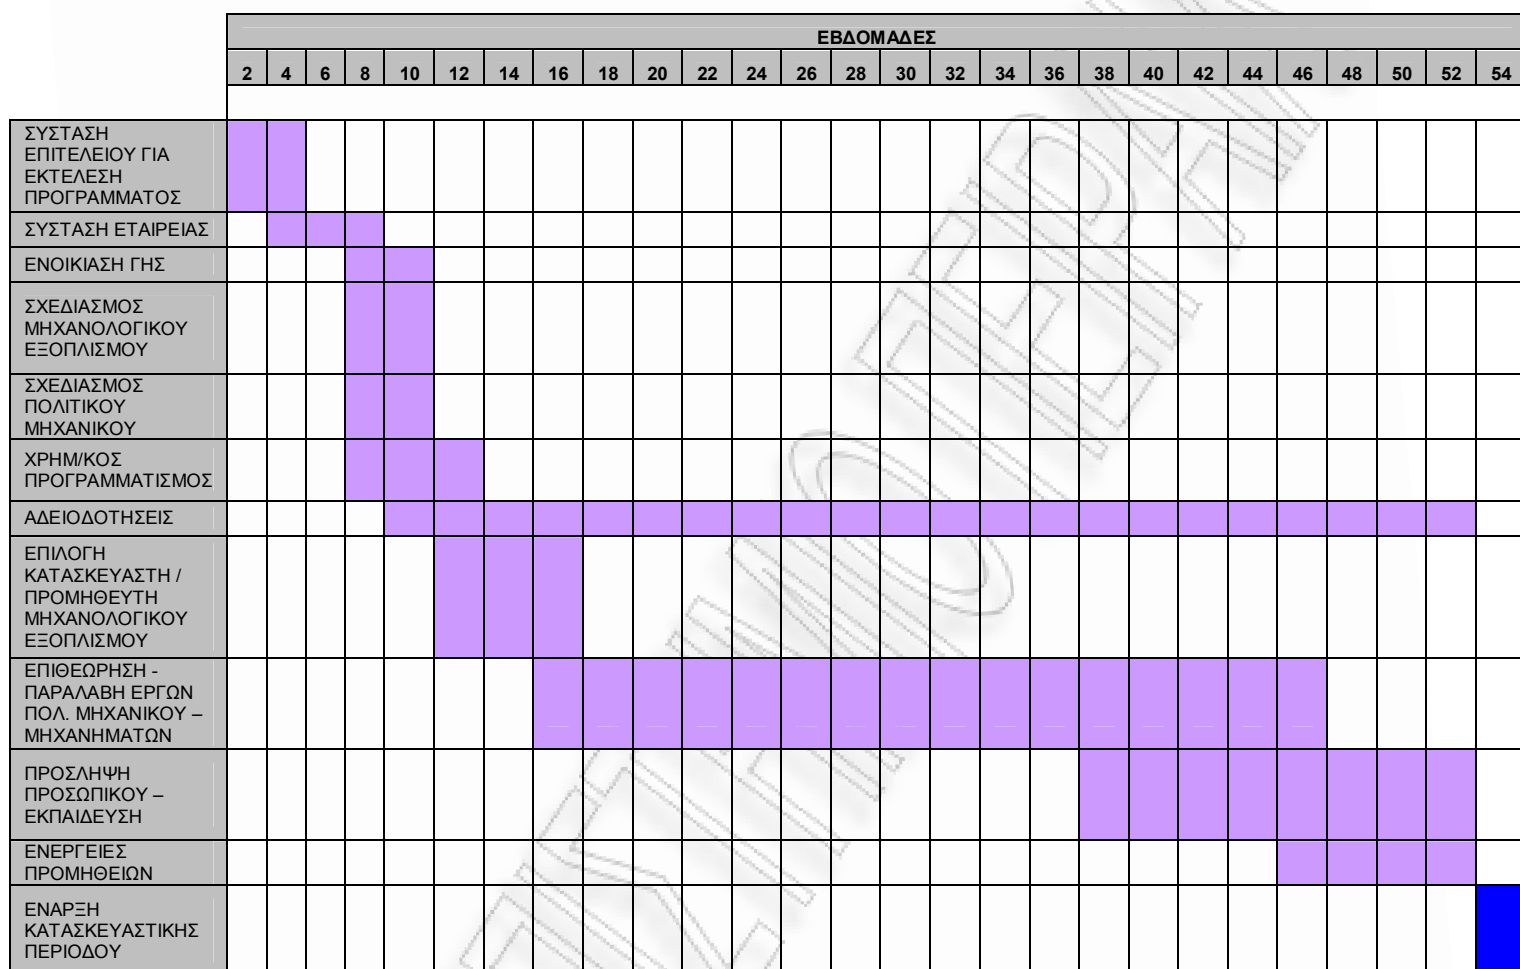 ΕΒΔΟΜΑΔΕΣ
2 4 6 8 10 12 14 16 18 20 22 24 26 28 30 32 34 36 38 40 42 44 46 48 50 52 54
ΣΥΣΤΑΣΗ
ΕΠΙΤΕΛΕΙΟΥ ΓΙΑ
ΕΚΤΕΛΕΣΗ
ΠΡΟΓΡΑΜΜΑΤΟΣ
ΣΥΣΤΑΣΗ ΕΤΑΙΡΕΙΑΣ
ΕΝΟΙΚΙΑΣΗ ΓΗΣ
ΣΧΕΔΙΑΣΜΟΣ
ΜΗΧΑΝΟΛΟΓΙΚΟΥ
ΕΞΟΠΛΙΣΜΟΥ
ΣΧΕΔΙΑΣΜΟΣ
ΠΟΛΙΤΙΚΟΥ
ΜΗΧΑΝΙΚΟΥ
ΧΡΗΜ/ΚΟΣ
ΠΡΟΓΡΑΜΜΑΤΙΣΜΟΣ
ΑΔΕΙΟΔΟΤΗΣΕΙΣ
ΕΠΙΛΟΓΗ
ΚΑΤΑΣΚΕΥΑΣΤΗ /
ΠΡΟΜΗΘΕΥΤΗ
ΜΗΧΑΝΟΛΟΓΙΚΟΥ
ΕΞΟΠΛΙΣΜΟΥ
ΕΠΙΘΕΩΡΗΣΗ -
ΠΑΡΑΛΑΒΗ ΕΡΓΩΝ
ΠΟΛ. ΜΗΧΑΝΙΚΟΥ –
ΜΗΧΑΝΗΜΑΤΩΝ
ΠΡΟΣΛΗΨΗ
ΠΡΟΣΩΠΙΚΟΥ –
ΕΚΠΑΙΔΕΥΣΗ
ΕΝΕΡΓΕΙΕΣ
ΠΡΟΜΗΘΕΙΩΝ
ΕΝΑΡΞΗ
ΚΑΤΑΣΚΕΥΑΣΤΙΚΗΣ
ΠΕΡΙΟΔΟΥ